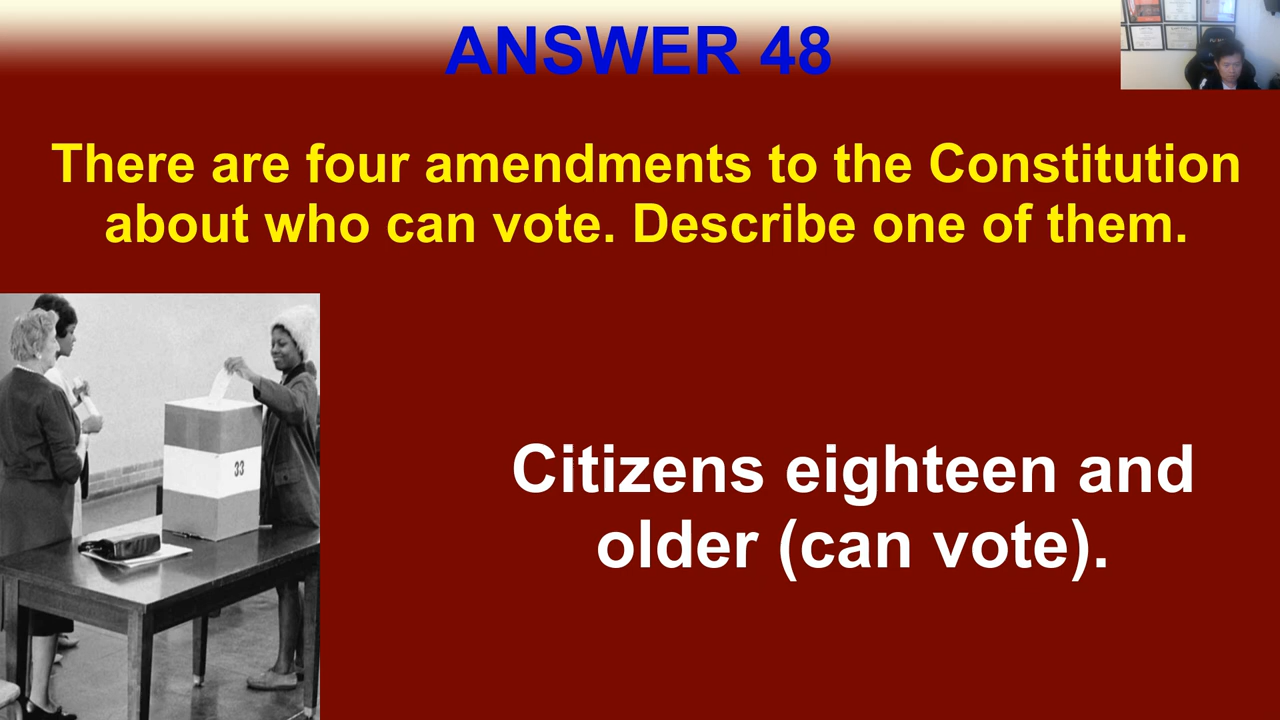 ANSWER 48
There are four amendments to the Constitution
about who can vote. Describe one of them.
33
Citizens eighteen and
older (can vote).